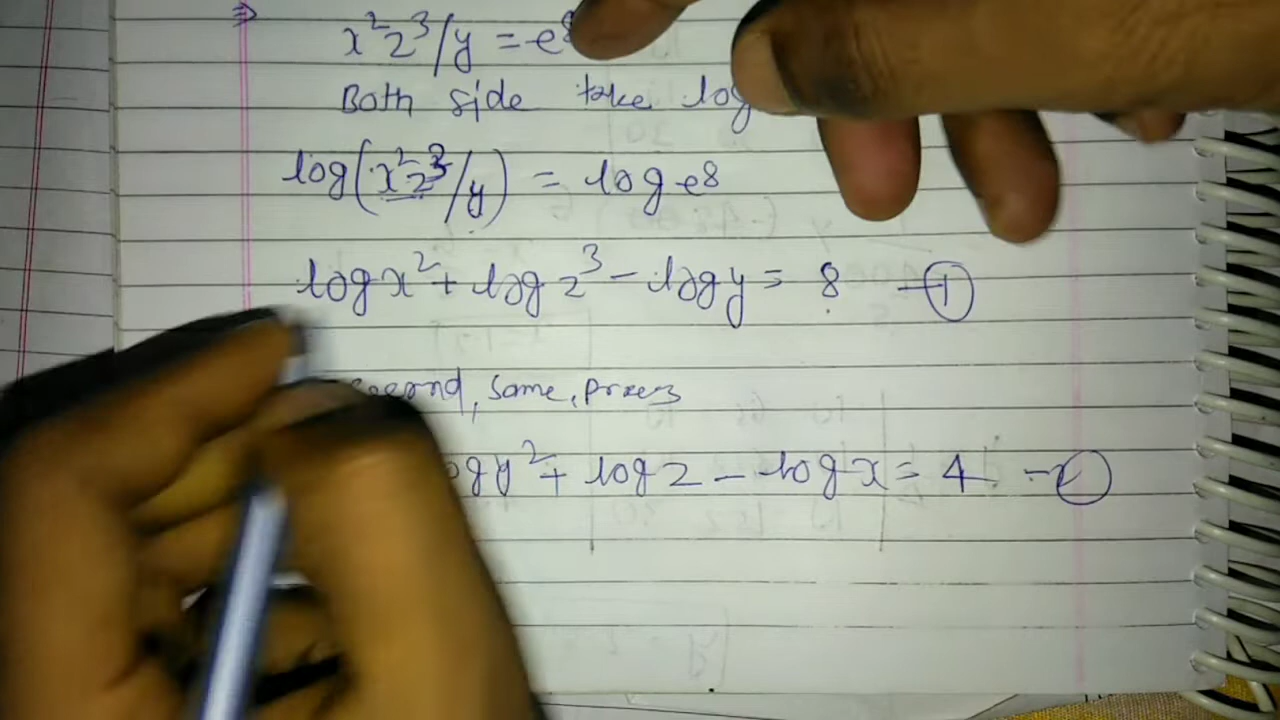 ⇒ x²z³/y = e⁸
Both side take log
log(x²z³/y) = log e8
log x² + log z³ - log y = 8 —①
second, same, process
log y² + log z - log x = 4 —②